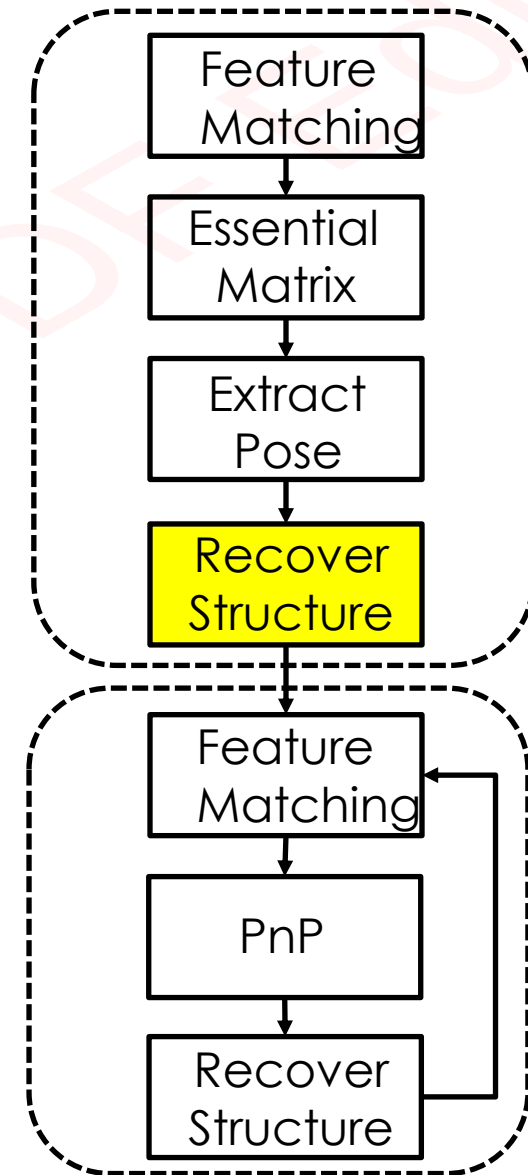 Feature
Matching
Essential
Matrix
Extract
Pose
Recover
Structure
Feature
Matching
PnP
Recover
Structure